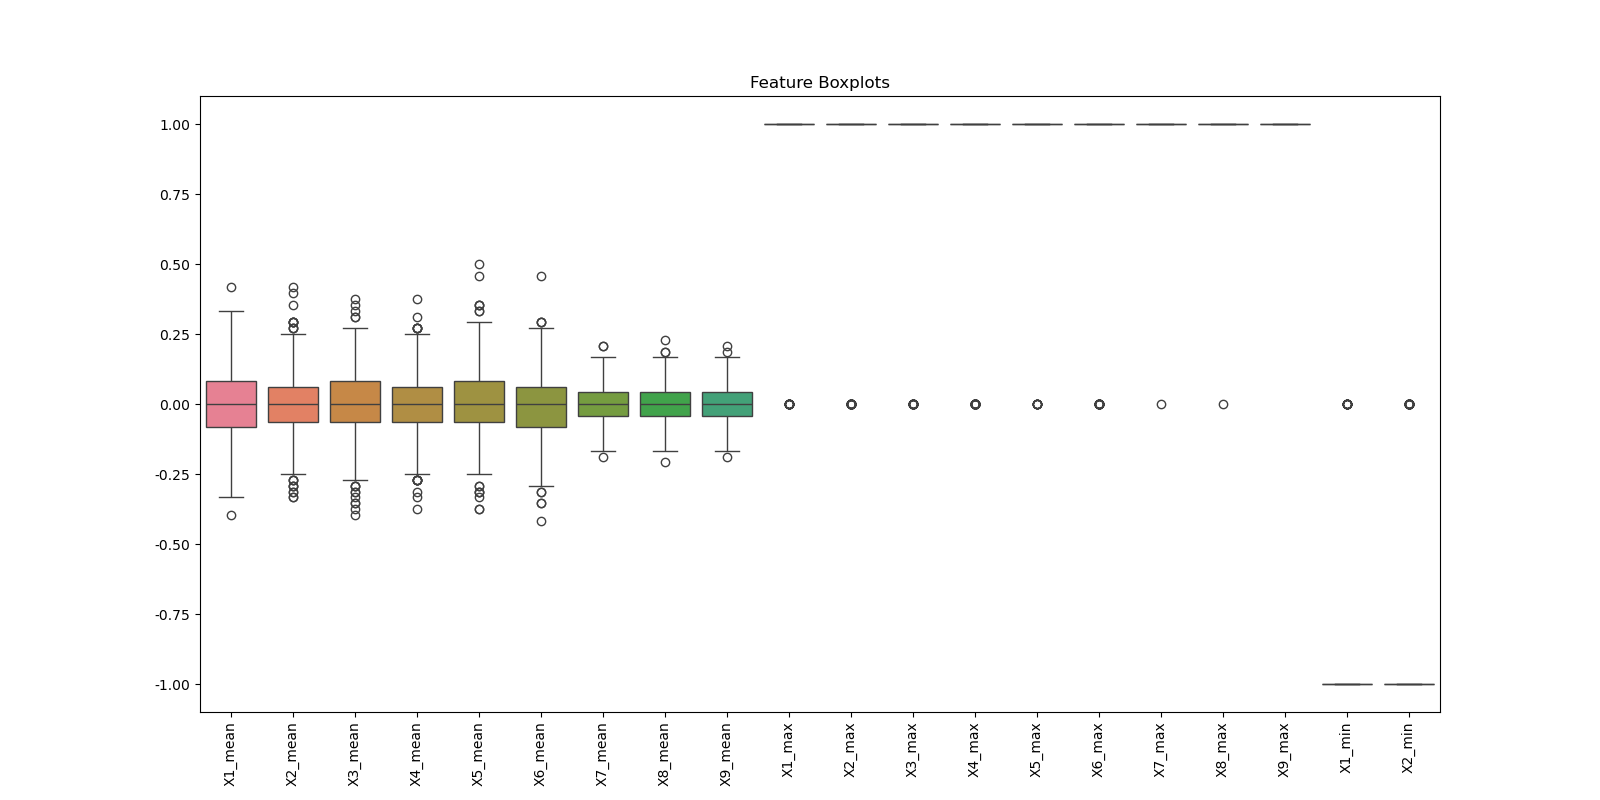 Feature Boxplots
1.00
0.75
0.50
0.25
0.00
-0.25
-0.50
-0.75
-1.00
X1_mean
X2_mean
X3_mean
X4_mean
X5_mean
X6_mean
X7_mean
X8_mean
X9_mean
X1_max
X2_max
X3_max
X4_max
X5_max
X6_max
X7_max
X8_max
X9_max
X1_min
X2_min